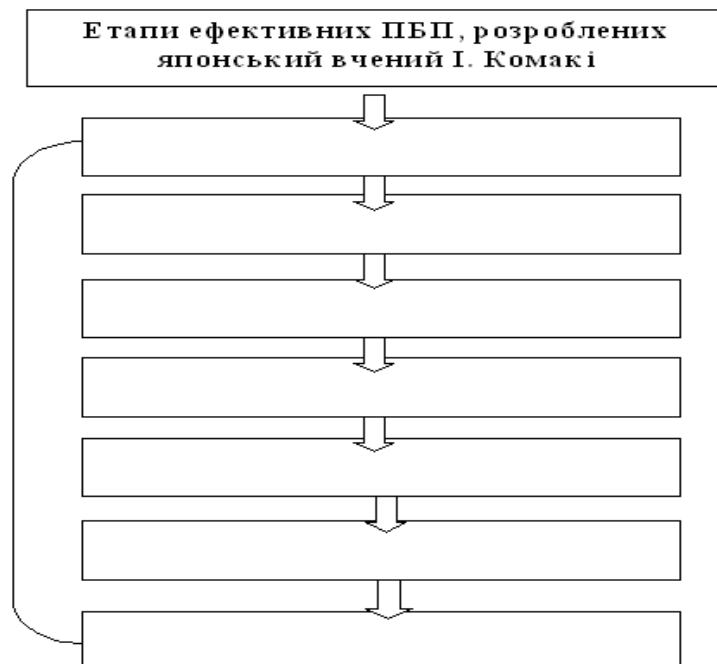 Етапи ефективних ПБП, розроблених
японський вчений І. Комакі